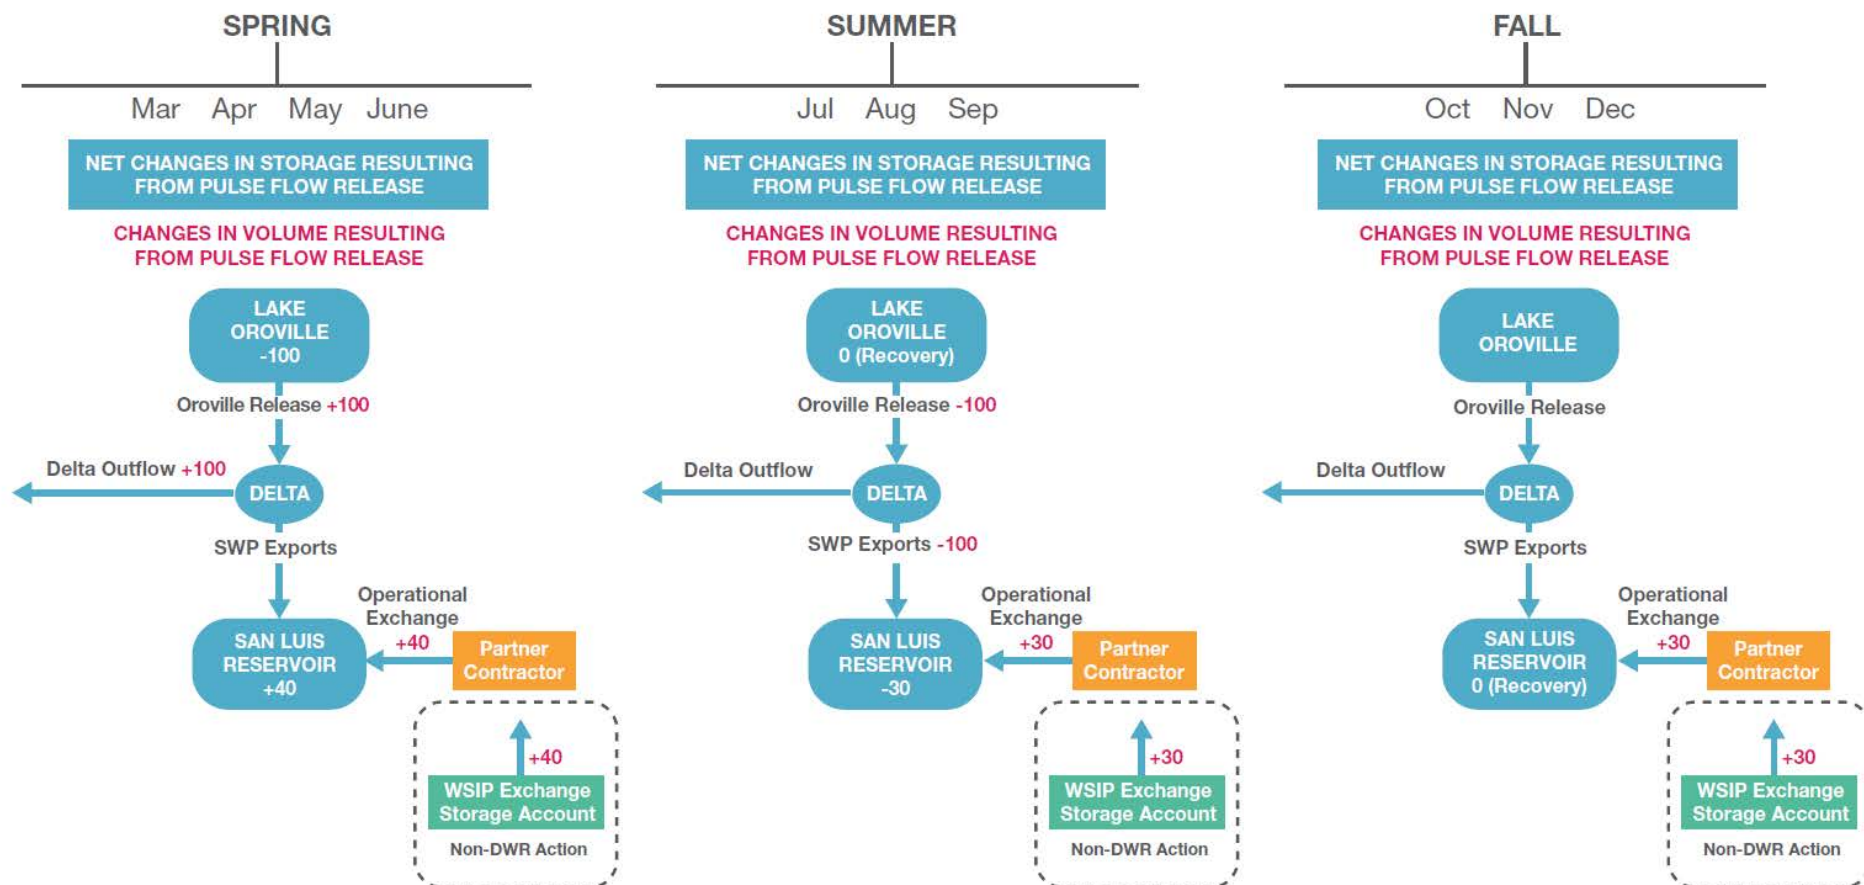 SPRING
Mar Apr May June
NET CHANGES IN STORAGE RESULTING
FROM PULSE FLOW RELEASE
CHANGES IN VOLUME RESULTING
FROM PULSE FLOW RELEASE
LAKE
OROVILLE
-100
Oroville Release +100
Delta Outflow +100
DELTA
SWP Exports
Operational
Exchange
+40
SAN LUIS
RESERVOIR
+40
Partner
Contractor
+40
WSIP Exchange
Storage Account
Non-DWR Action
SUMMER
Jul Aug Sep
NET CHANGES IN STORAGE RESULTING
FROM PULSE FLOW RELEASE
CHANGES IN VOLUME RESULTING
FROM PULSE FLOW RELEASE
LAKE
OROVILLE
0 (Recovery)
Oroville Release -100
Delta Outflow
DELTA
SWP Exports -100
Operational
Exchange
+30
SAN LUIS
RESERVOIR
-30
Partner
Contractor
+30
WSIP Exchange
Storage Account
Non-DWR Action
FALL
Oct Nov Dec
NET CHANGES IN STORAGE RESULTING
FROM PULSE FLOW RELEASE
CHANGES IN VOLUME RESULTING
FROM PULSE FLOW RELEASE
LAKE
OROVILLE
Oroville Release
Delta Outflow
DELTA
SWP Exports
Operational
Exchange
+30
SAN LUIS
RESERVOIR
0 (Recovery)
Partner
Contractor
+30
WSIP Exchange
Storage Account
Non-DWR Action